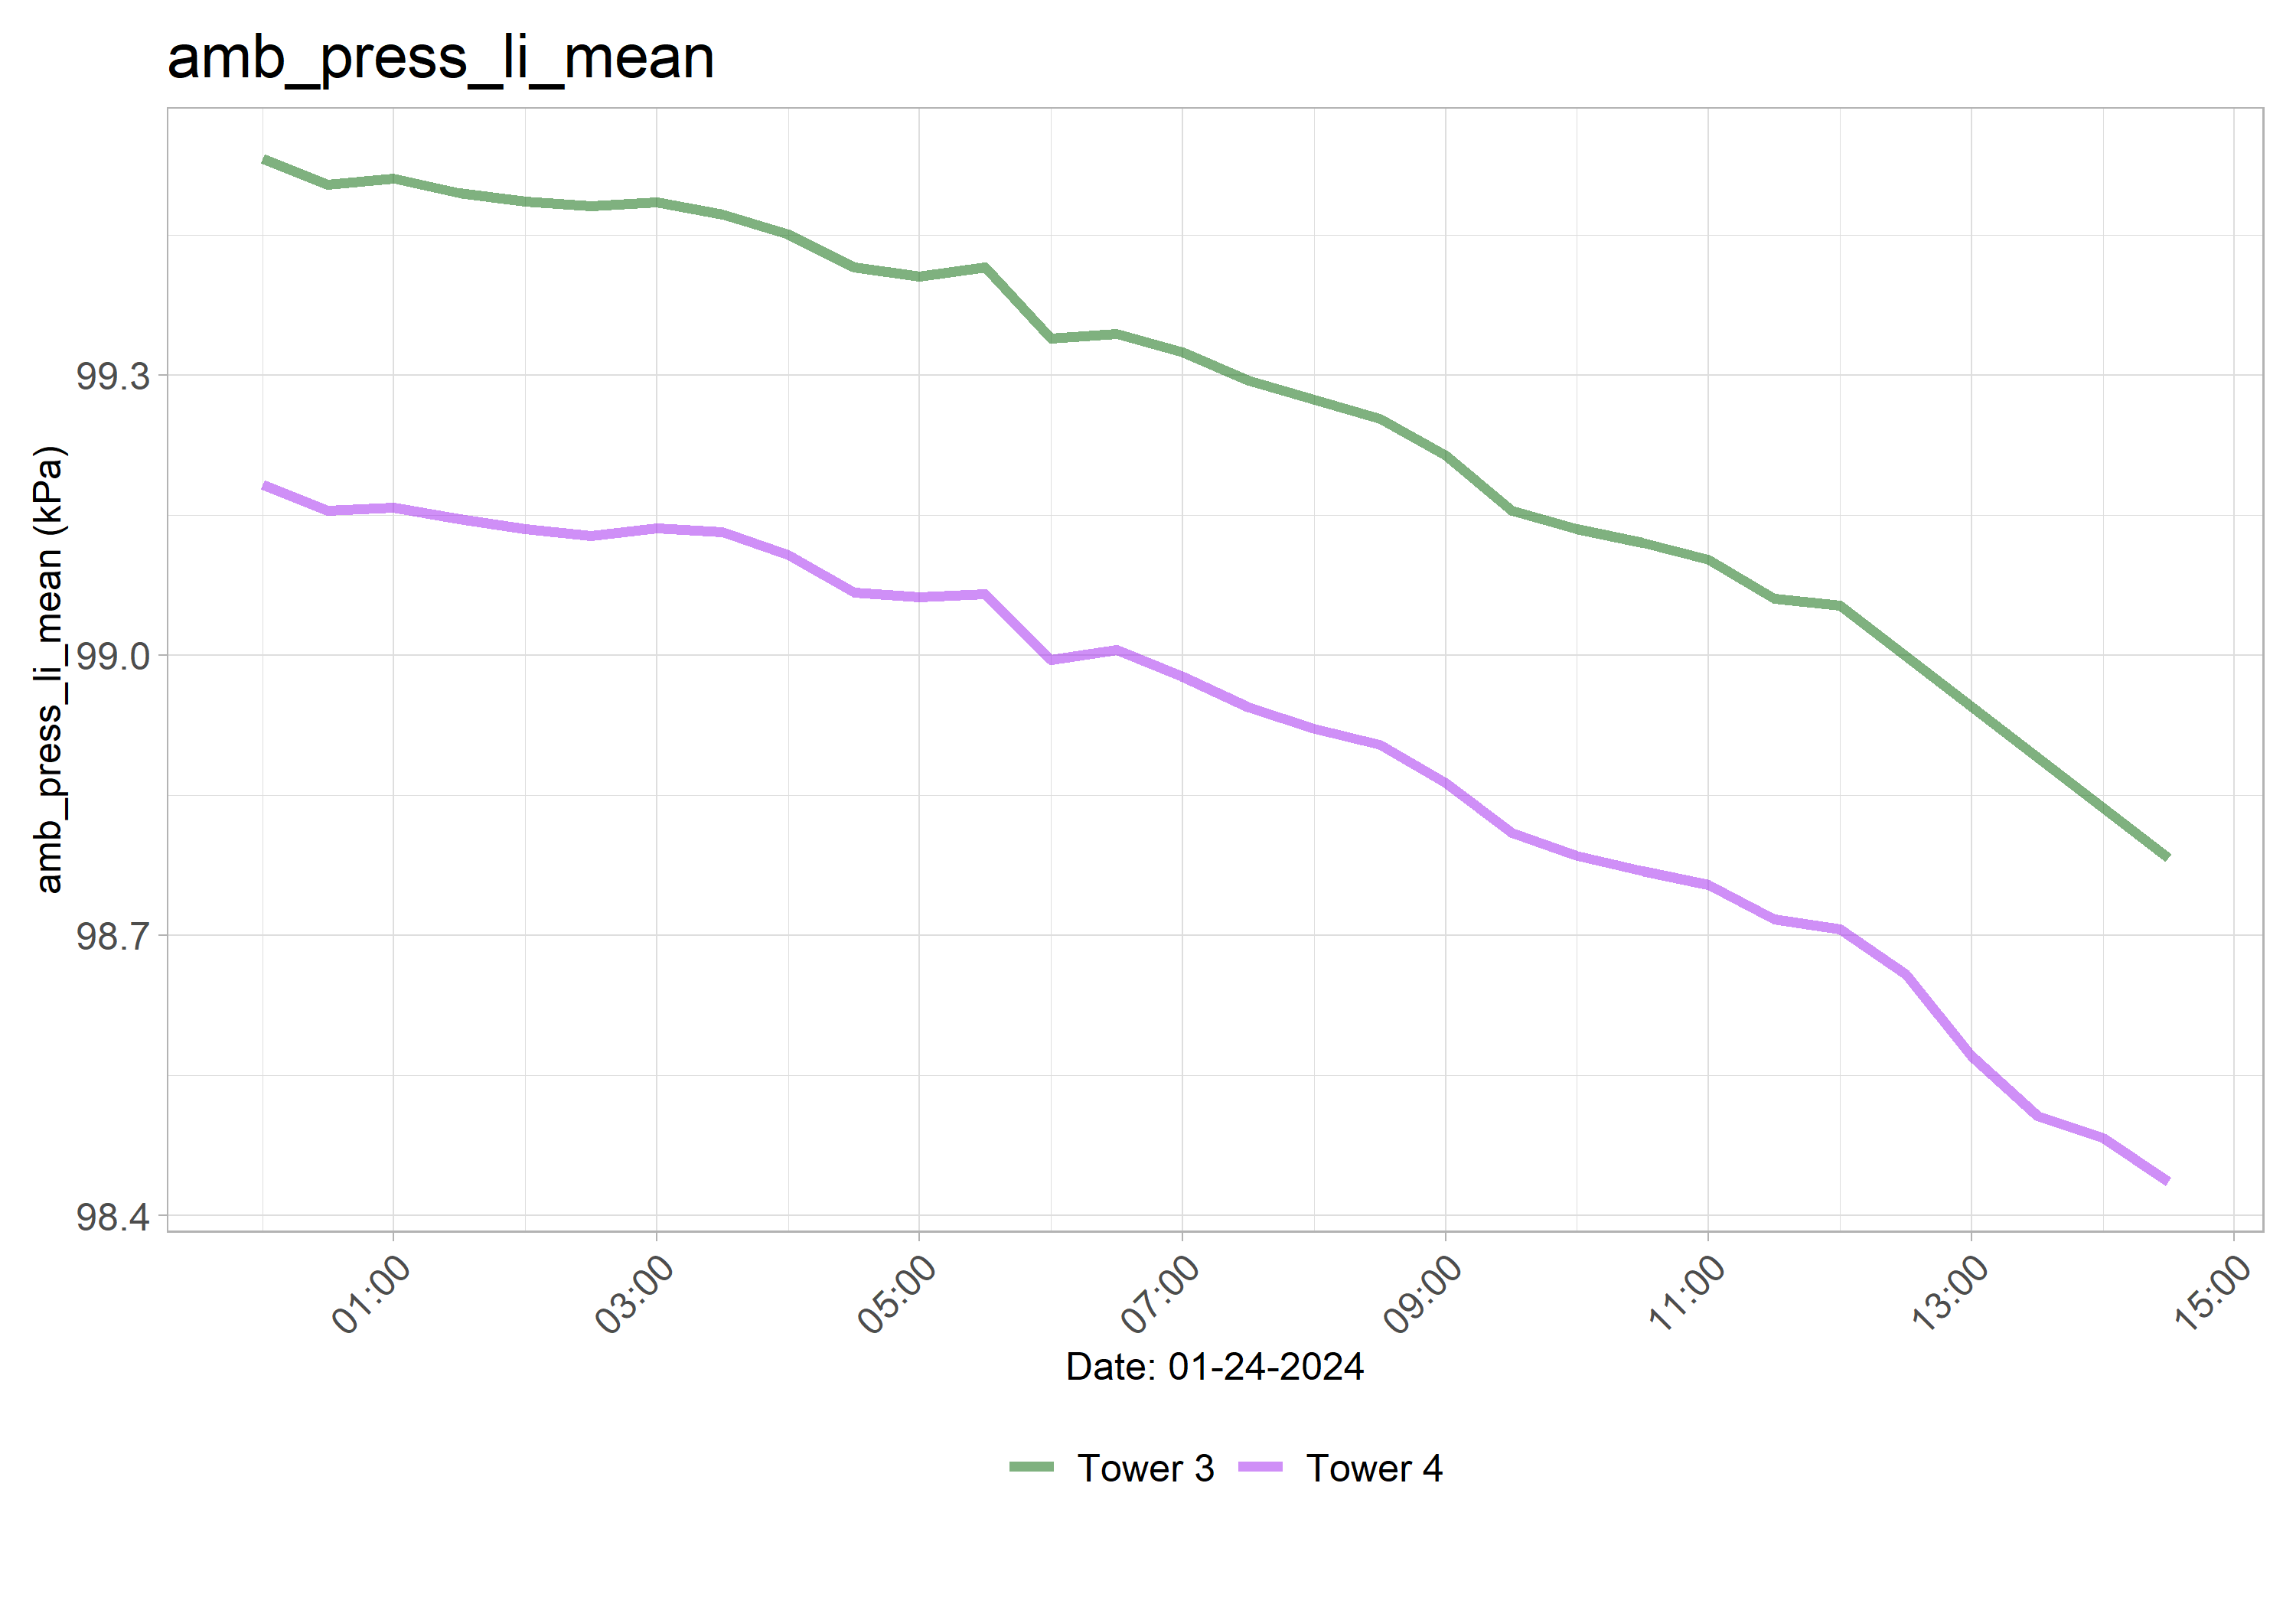 amb_press_li_mean
amb_press_li_mean (kPa)
99.3
99.0
98.7
98.4
01:00 03:00 05:00 07:00 09:00 11:00 13:00 15:00
Date: 01-24-2024
Tower 3 Tower 4